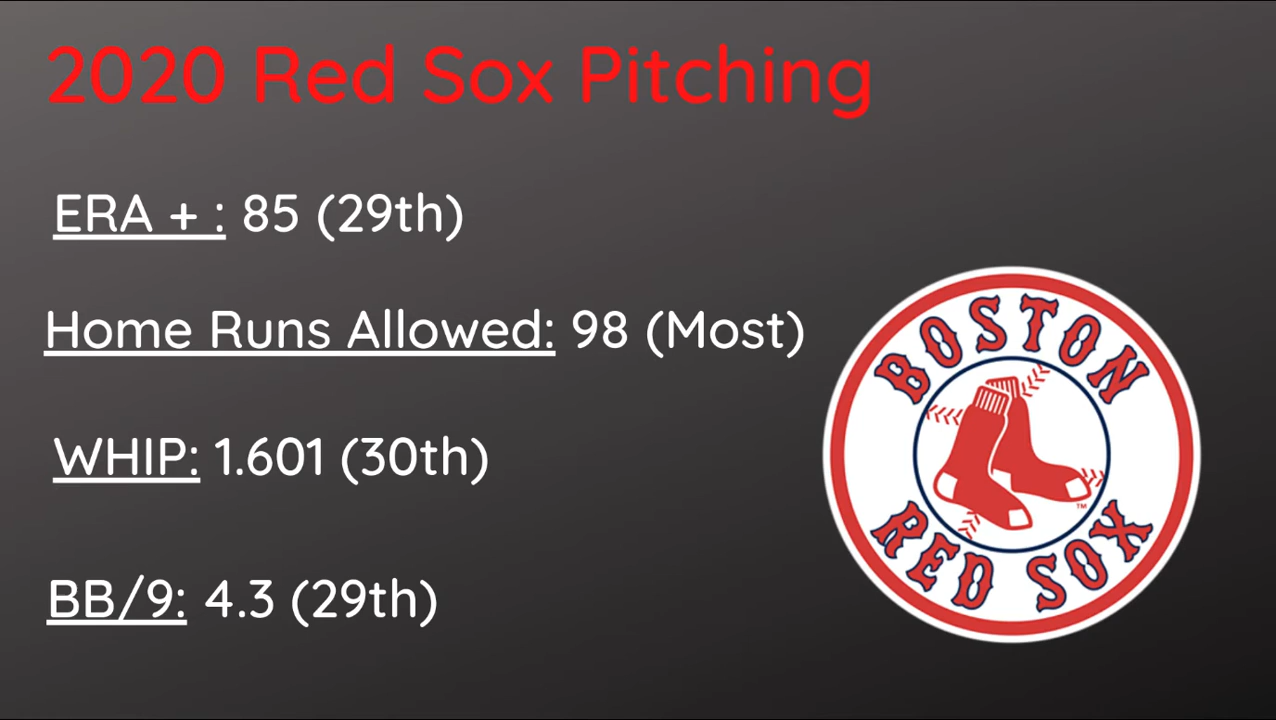 2020 Red Sox Pitching
ERA + : 85 (29th)
Home Runs Allowed: 98 (Most)
WHIP: 1.601 (30th)
BB/9: 4.3 (29th)
BOSTON
RED SOX
TM